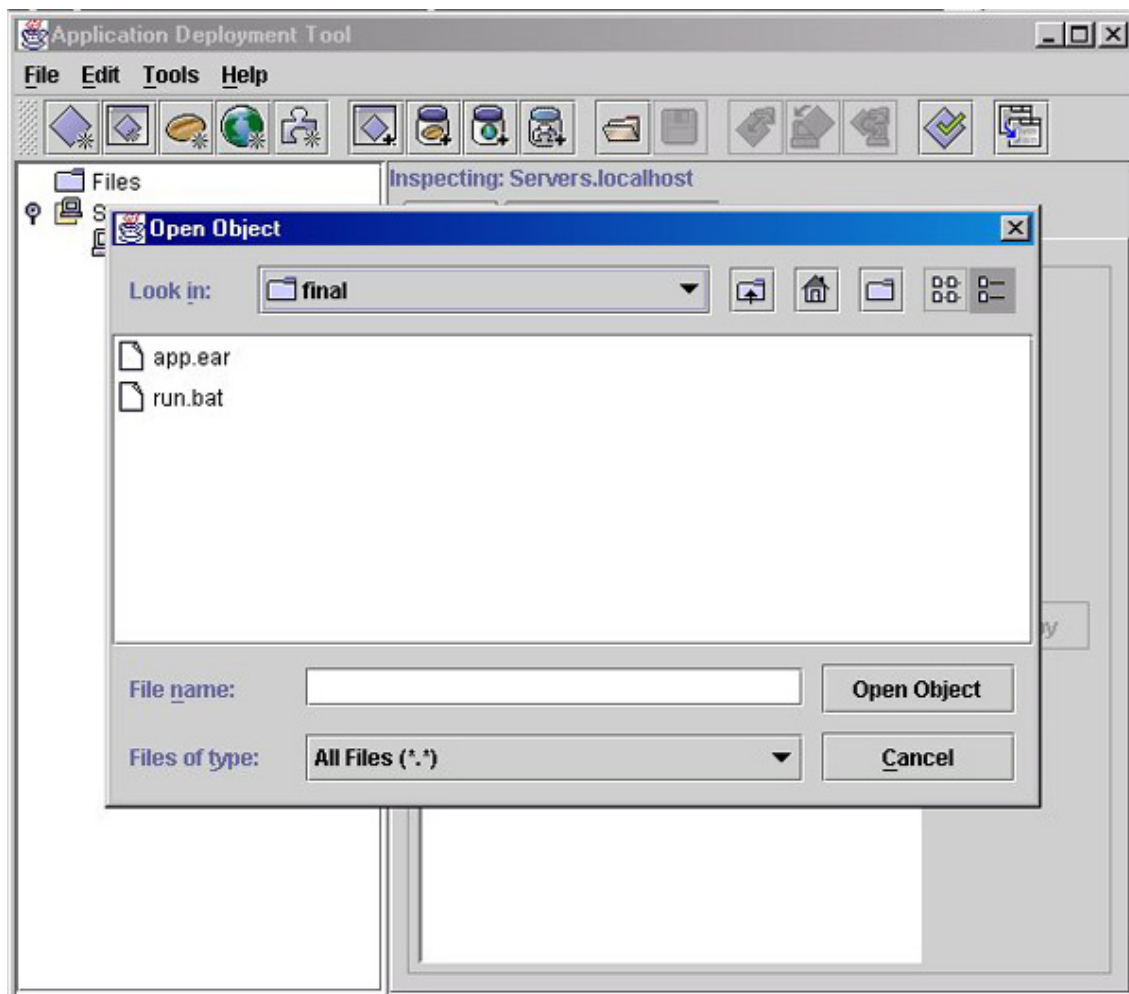 Application Deployment Tool
File Edit Tools Help
Files
Inspecting: Servers.localhost
S
Open Object
Look in: final
app.ear
run.bat
File name: Open Object
Files of type: All Files (*.*) Cancel